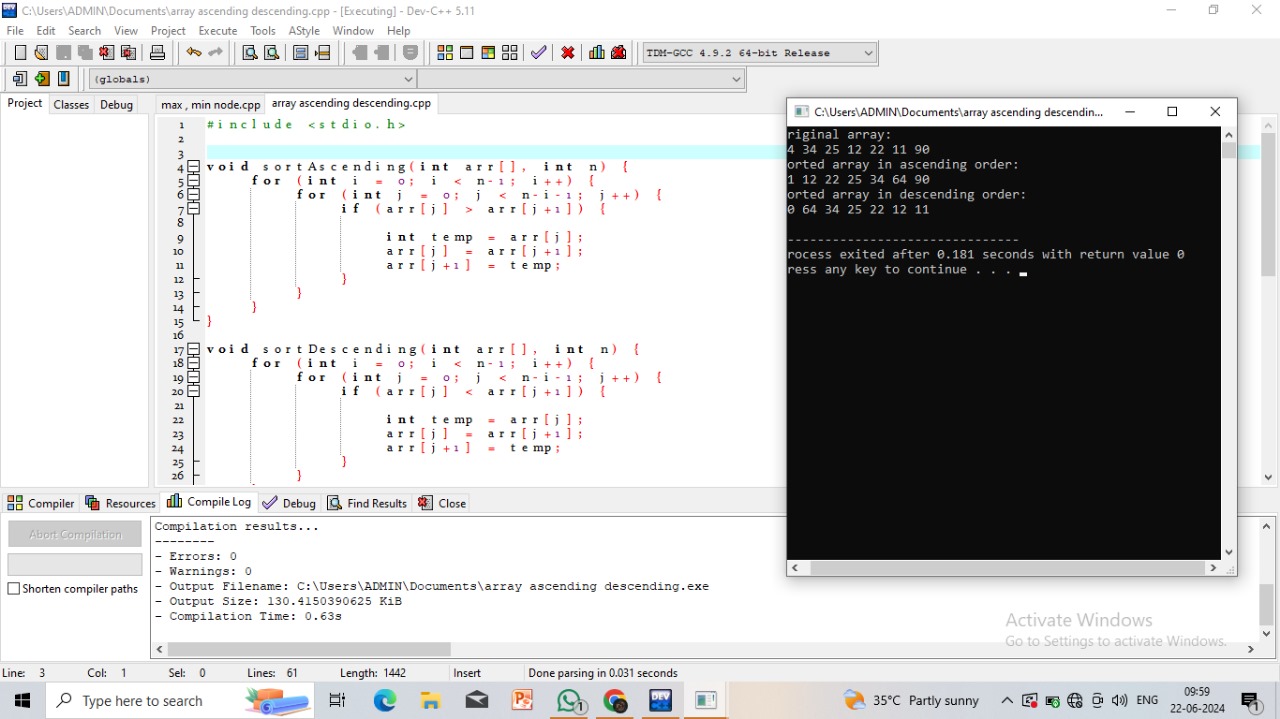 C:\Users\ADMIN\Documents\array ascending descending.cpp - [Executing] - Dev-C++ 5.11
File Edit Search View Project Execute Tools AStyle Window Help
TDM-GCC 4.9.2 64-bit Release
(globals)
Project Classes Debug
max , min node.cpp array ascending descending.cpp
1 #include <stdio.h>
2
3
4 void sortAscending(int arr[], int n) {
5 for (int i = 0; i < n-1; i++) {
6 for (int j = 0; j < n-i-1; j++) {
7 if (arr[j] > arr[j+1]) {
8
9 int temp = arr[j];
10 arr[j] = arr[j+1];
11 arr[j+1] = temp;
12 }
13 }
14 }
15 }
16
17 void sortDescending(int arr[], int n) {
18 for (int i = 0; i < n-1; i++) {
19 for (int j = 0; j < n-i-1; j++) {
20 if (arr[j] < arr[j+1]) {
21
22 int temp = arr[j];
23 arr[j] = arr[j+1];
24 arr[j+1] = temp;
25 }
26 }
C:\Users\ADMIN\Documents\array ascending descendin...
riginal array:
4 34 25 12 22 11 90
orted array in ascending order:
1 12 22 25 34 64 90
orted array in descending order:
0 64 34 25 22 12 11
-------------------------------
rocess exited after 0.181 seconds with return value 0
ress any key to continue . . .
Compiler Resources Compile Log Debug Find Results Close
Abort Compilation
Shorten compiler paths
Compilation results...
--------
- Errors: 0
- Warnings: 0
- Output Filename: C:\Users\ADMIN\Documents\array ascending descending.exe
- Output Size: 130.4150390625 KiB
- Compilation Time: 0.63s
Activate Windows
Go to Settings to activate Windows.
Line: 3 Col: 1 Sel: 0 Lines: 61 Length: 1442 Insert Done parsing in 0.031 seconds
Type here to search
1
DEV
35°C Partly sunny
ENG
09:59
22-06-2024
1